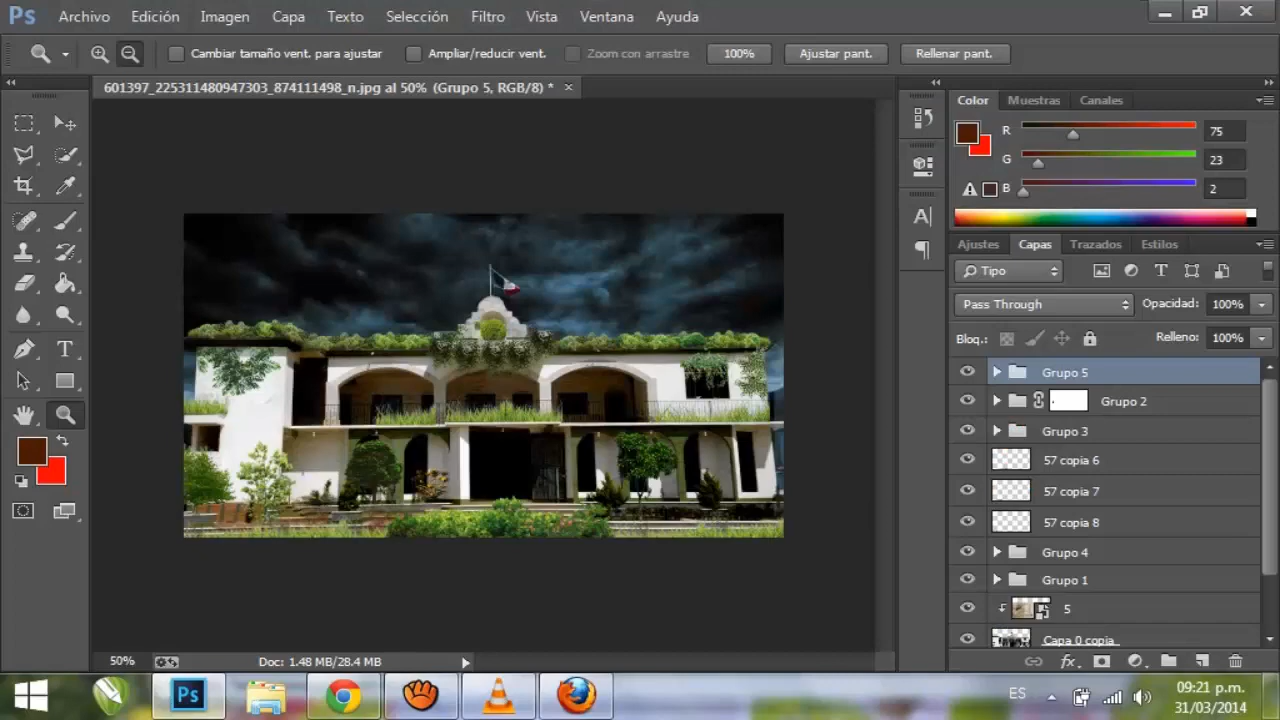 Ps Archivo Edición Imagen Capa Texto Selección Filtro Vista Ventana Ayuda
Cambiar tamaño vent. para ajustar Ampliar/reducir vent. Zoom con arrastre 100% Ajustar pant. Rellenar pant.
601397_225311480947303_874111498_n.jpg al 50% (Grupo 5, RGB/8) *
Color Muestras Canales
R 75
G 23
B 2
Ajustes Capas Trazados Estilos
Tipo
Pass Through Opacidad: 100%
Bloq.: Relleno: 100%
Grupo 5
Grupo 2
Grupo 3
57 copia 6
57 copia 7
57 copia 8
Grupo 4
Grupo 1
5
Capa 0 copia
50% Doc: 1.48 MB/28.4 MB
fx
Ps
ES
09:21 p.m.
31/03/2014